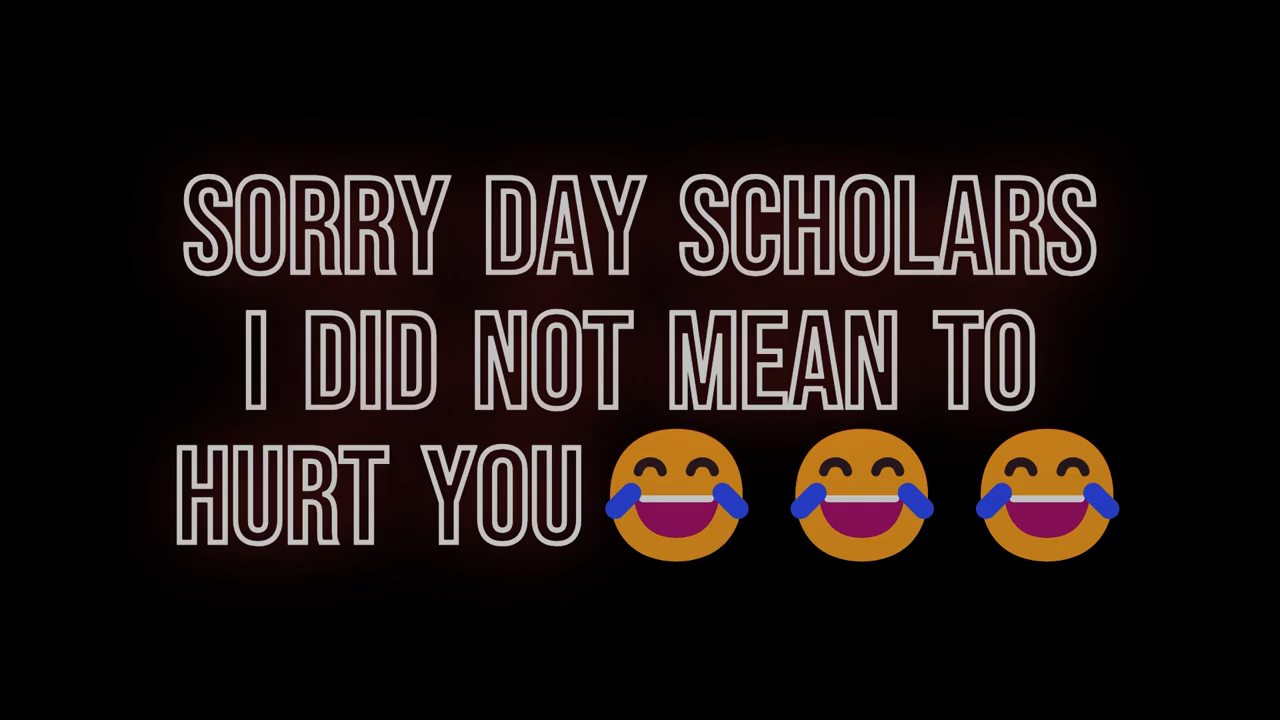 SORRY DAY SCHOLARS
I DID NOT MEAN TO
HURT YOU 😂 😂 😂